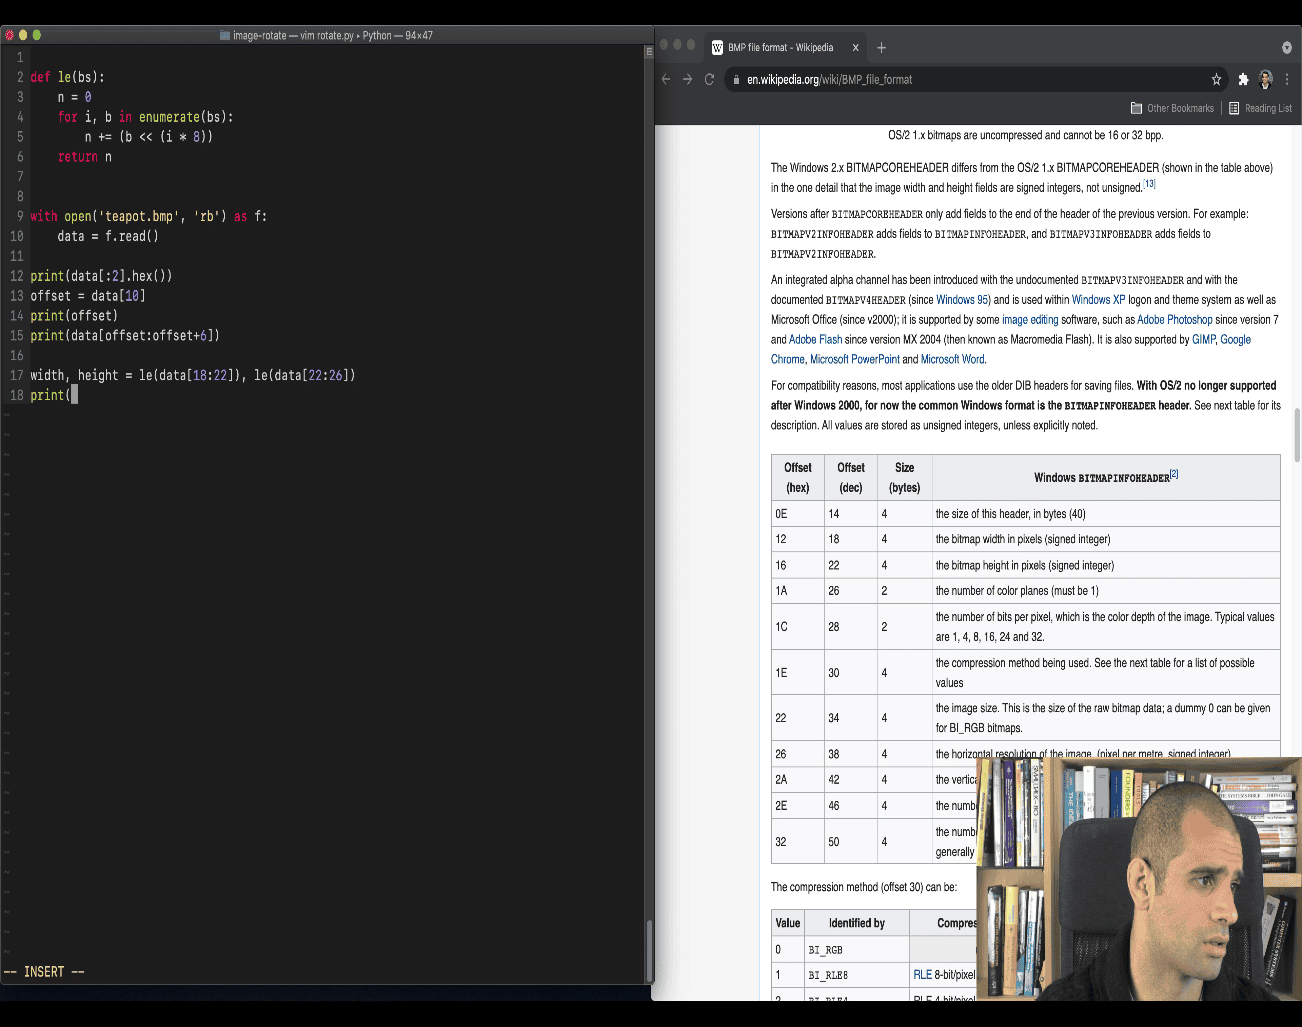 image-rotate — vim rotate.py ▸ Python — 94×47
1
2 def le(bs):
3     n = 0
4     for i, b in enumerate(bs):
5         n += (b << (i * 8))
6     return n
7
8
9 with open('teapot.bmp', 'rb') as f:
10     data = f.read()
11
12 print(data[:2].hex())
13 offset = data[10]
14 print(offset)
15 print(data[offset:offset+6])
16
17 width, height = le(data[18:22]), le(data[22:26])
18 print(
-- INSERT --
W BMP file format - Wikipedia
en.wikipedia.org/wiki/BMP_file_format
Other Bookmarks Reading List
OS/2 1.x bitmaps are uncompressed and cannot be 16 or 32 bpp.
The Windows 2.x BITMAPCOREHEADER differs from the OS/2 1.x BITMAPCOREHEADER (shown in the table above)
in the one detail that the image width and height fields are signed integers, not unsigned.[13]
Versions after BITMAPCOREHEADER only add fields to the end of the header of the previous version. For example:
BITMAPV2INFOHEADER adds fields to BITMAPINFOHEADER, and BITMAPV3INFOHEADER adds fields to
BITMAPV2INFOHEADER.
An integrated alpha channel has been introduced with the undocumented BITMAPV3INFOHEADER and with the
documented BITMAPV4HEADER (since Windows 95) and is used within Windows XP logon and theme system as well as
Microsoft Office (since v2000); it is supported by some image editing software, such as Adobe Photoshop since version 7
and Adobe Flash since version MX 2004 (then known as Macromedia Flash). It is also supported by GIMP, Google
Chrome, Microsoft PowerPoint and Microsoft Word.
For compatibility reasons, most applications use the older DIB headers for saving files. With OS/2 no longer supported
after Windows 2000, for now the common Windows format is the BITMAPINFOHEADER header. See next table for its
description. All values are stored as unsigned integers, unless explicitly noted.
Offset (hex) Offset (dec) Size (bytes) Windows BITMAPINFOHEADER[2]
0E 14 4 the size of this header, in bytes (40)
12 18 4 the bitmap width in pixels (signed integer)
16 22 4 the bitmap height in pixels (signed integer)
1A 26 2 the number of color planes (must be 1)
1C 28 2 the number of bits per pixel, which is the color depth of the image. Typical values
are 1, 4, 8, 16, 24 and 32.
1E 30 4 the compression method being used. See the next table for a list of possible
values
22 34 4 the image size. This is the size of the raw bitmap data; a dummy 0 can be given
for BI_RGB bitmaps.
26 38 4 the horizontal resolution of the image. (pixel per metre, signed integer)
2A 42 4 the vertica
2E 46 4 the numb
32 50 4 the numb
generally
The compression method (offset 30) can be:
Value Identified by Compres
0 BI_RGB
1 BI_RLE8 RLE 8-bit/pixel
2 BI_RLE4 RLE 4-bit/pixel
FOUNDERS